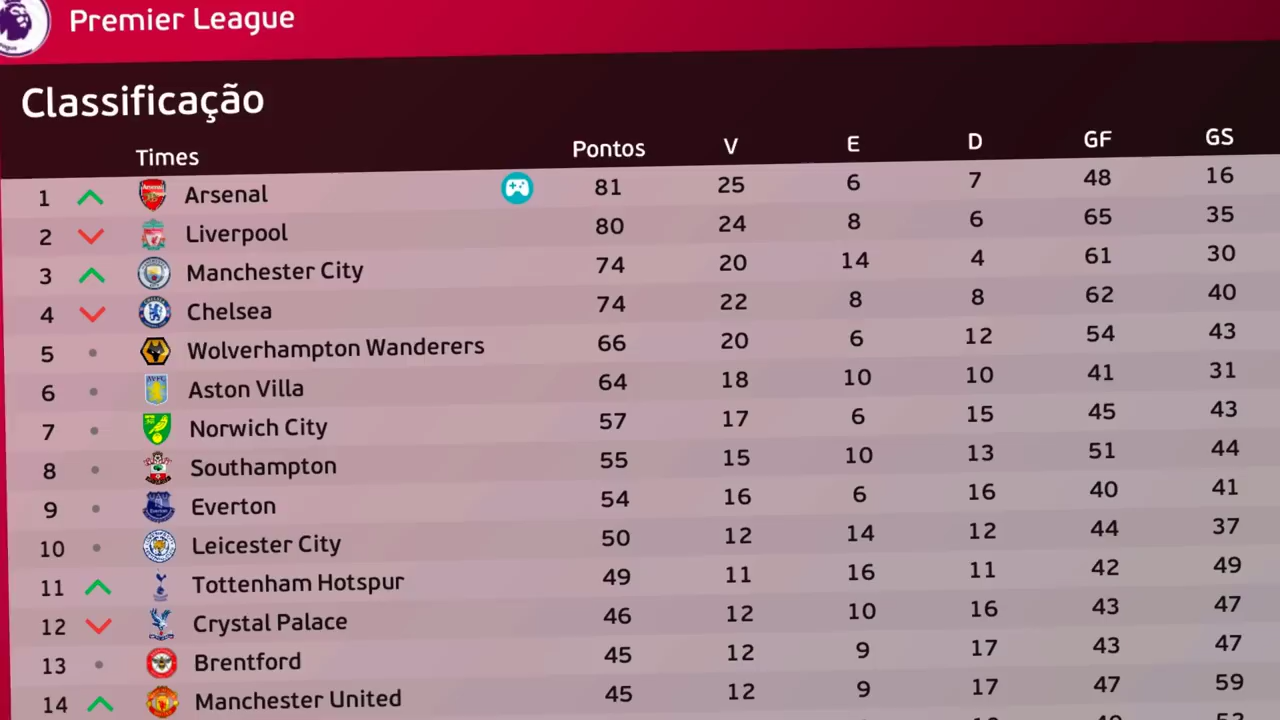 Premier League
Classificação
Times Pontos V E D GF GS
1 Arsenal 81 25 6 7 48 16
2 Liverpool 80 24 8 6 65 35
3 Manchester City 74 20 14 4 61 30
4 Chelsea 74 22 8 8 62 40
5 Wolverhampton Wanderers 66 20 6 12 54 43
6 Aston Villa 64 18 10 10 41 31
7 Norwich City 57 17 6 15 45 43
8 Southampton 55 15 10 13 51 44
9 Everton 54 16 6 16 40 41
10 Leicester City 50 12 14 12 44 37
11 Tottenham Hotspur 49 11 16 11 42 49
12 Crystal Palace 46 12 10 16 43 47
13 Brentford 45 12 9 17 43 47
14 Manchester United 45 12 9 17 47 59